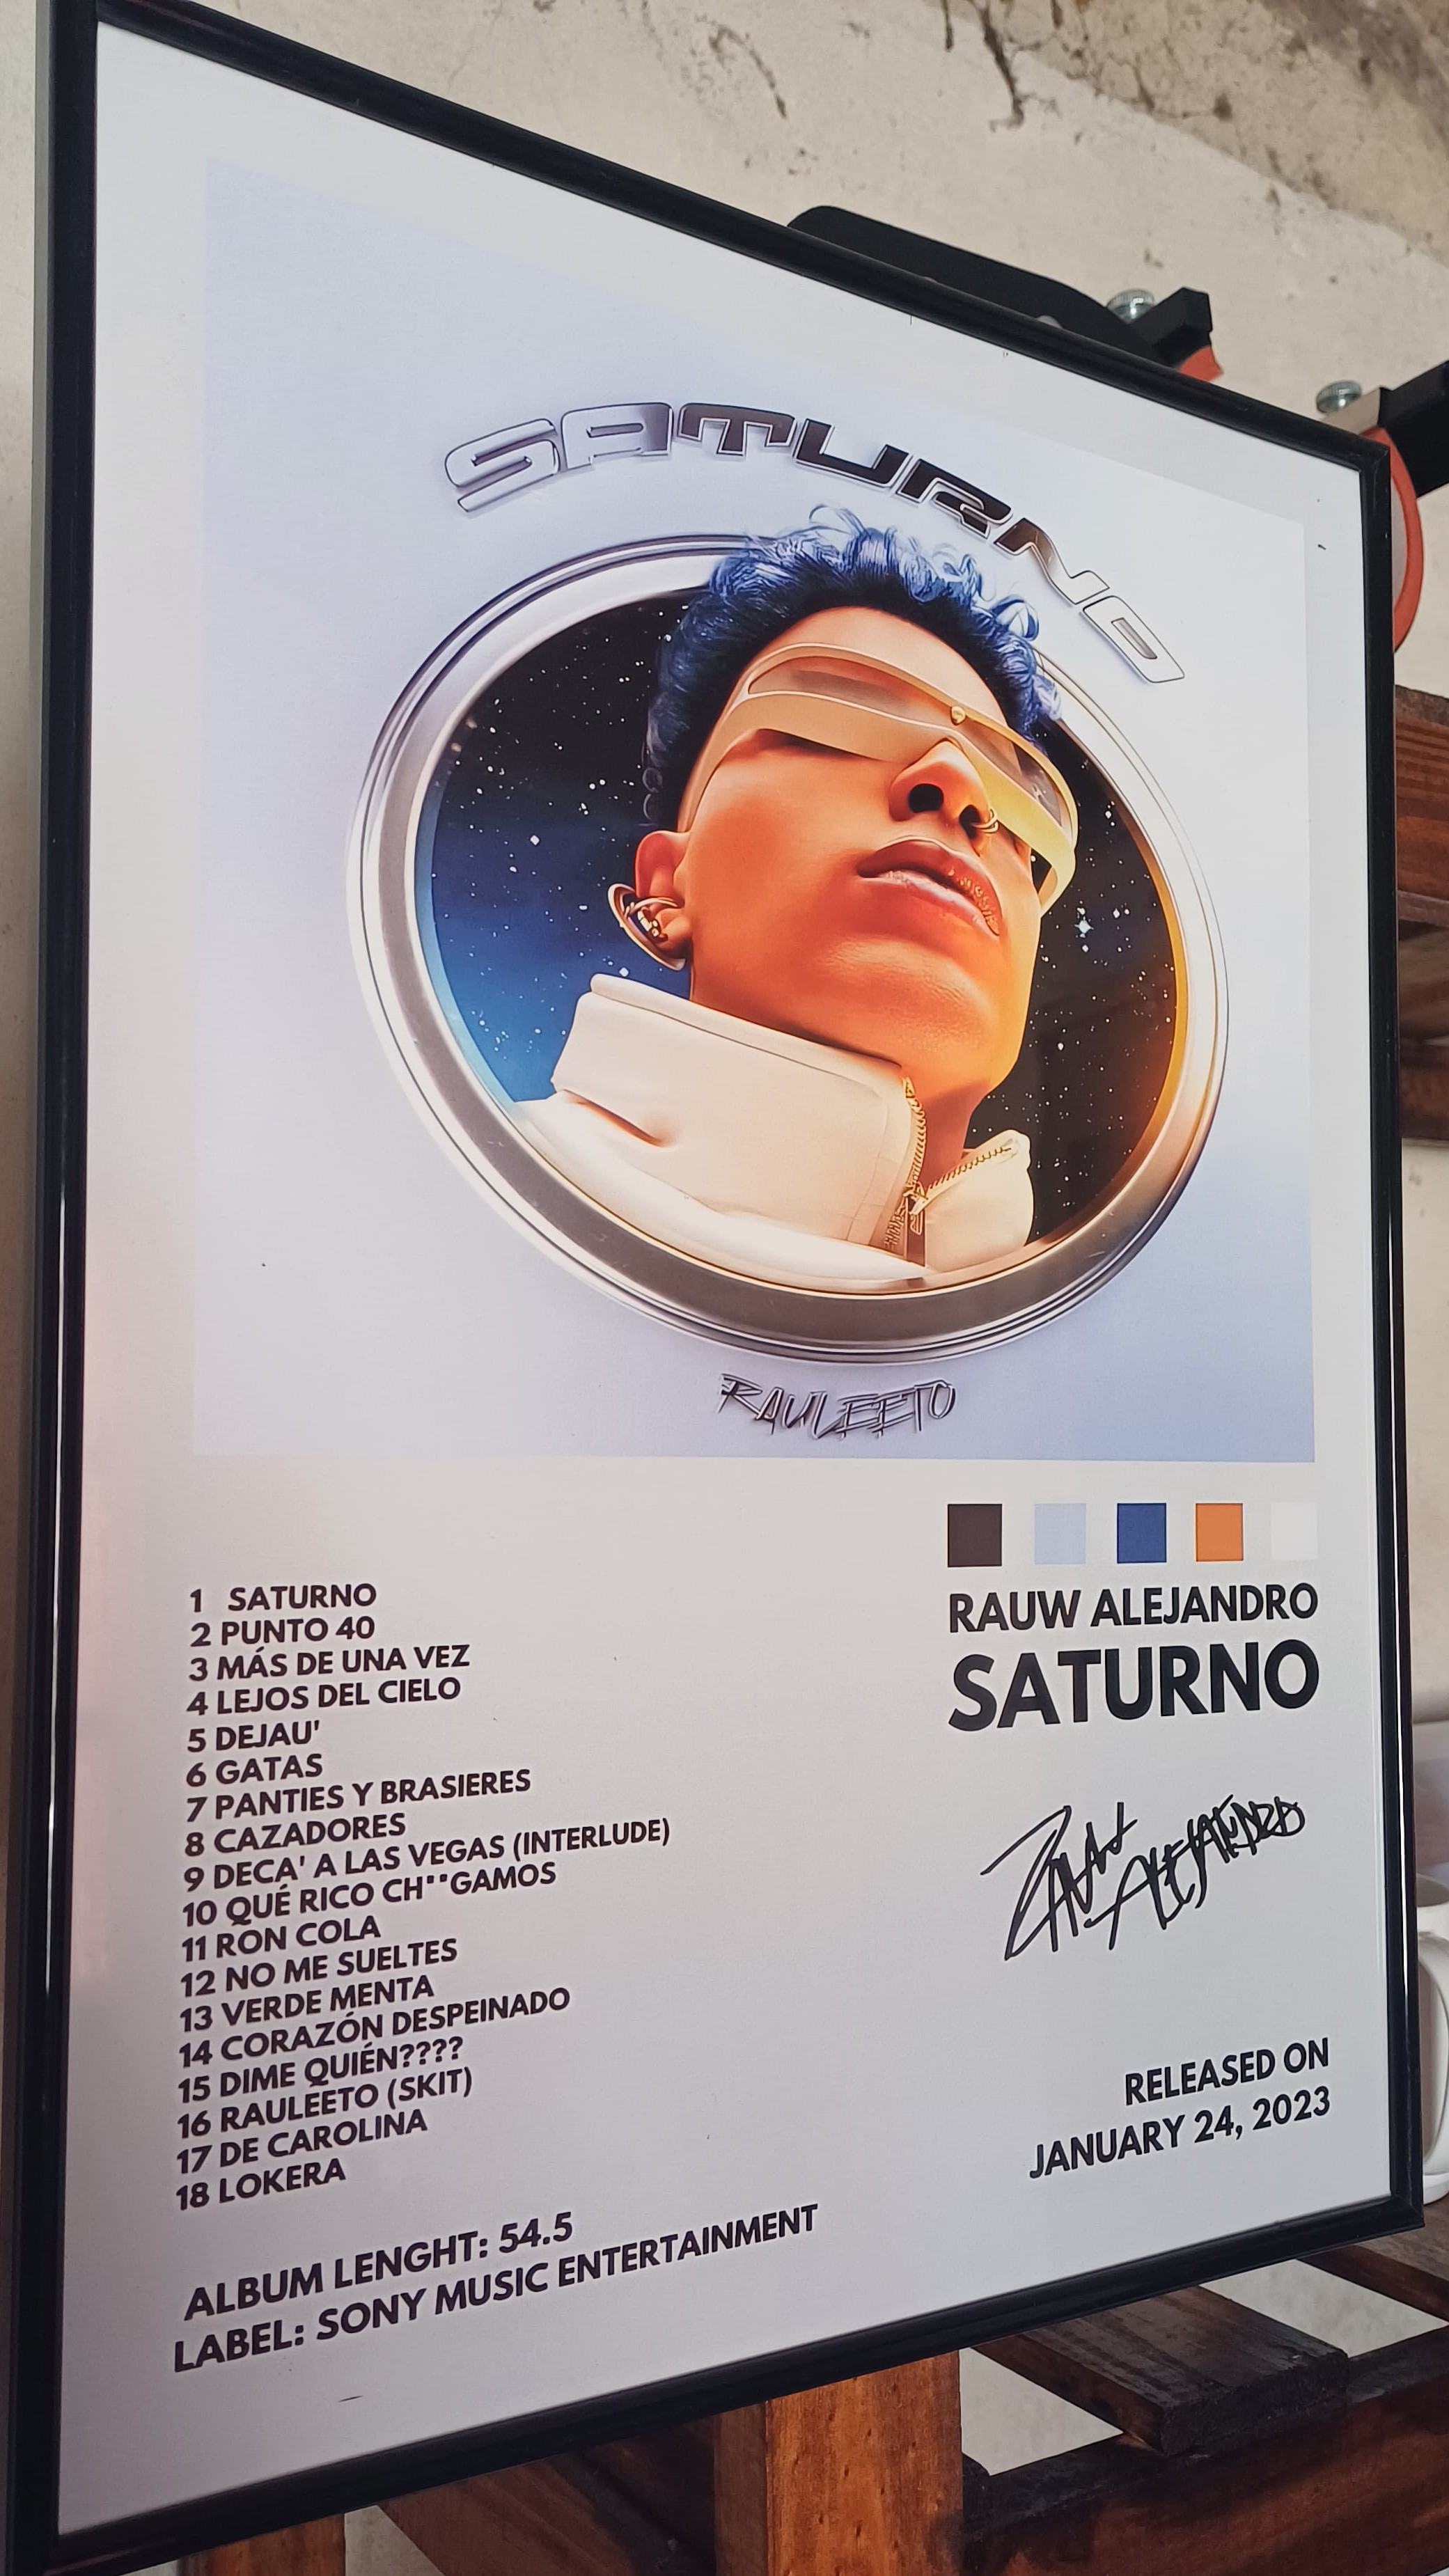 SATURNO
RAULEETO
1 SATURNO
2 PUNTO 40
3 MÁS DE UNA VEZ
4 LEJOS DEL CIELO
5 DEJAU'
6 GATAS
7 PANTIES Y BRASIERES
8 CAZADORES
9 DECA' A LAS VEGAS (INTERLUDE)
10 QUÉ RICO CH**GAMOS
11 RON COLA
12 NO ME SUELTES
13 VERDE MENTA
14 CORAZÓN DESPEINADO
15 DIME QUIÉN????
16 RAULEETO (SKIT)
17 DE CAROLINA
18 LOKERA
ALBUM LENGHT: 54.5
LABEL: SONY MUSIC ENTERTAINMENT
RAUW ALEJANDRO
SATURNO
RAUW ALEJANDRO
RELEASED ON
JANUARY 24, 2023